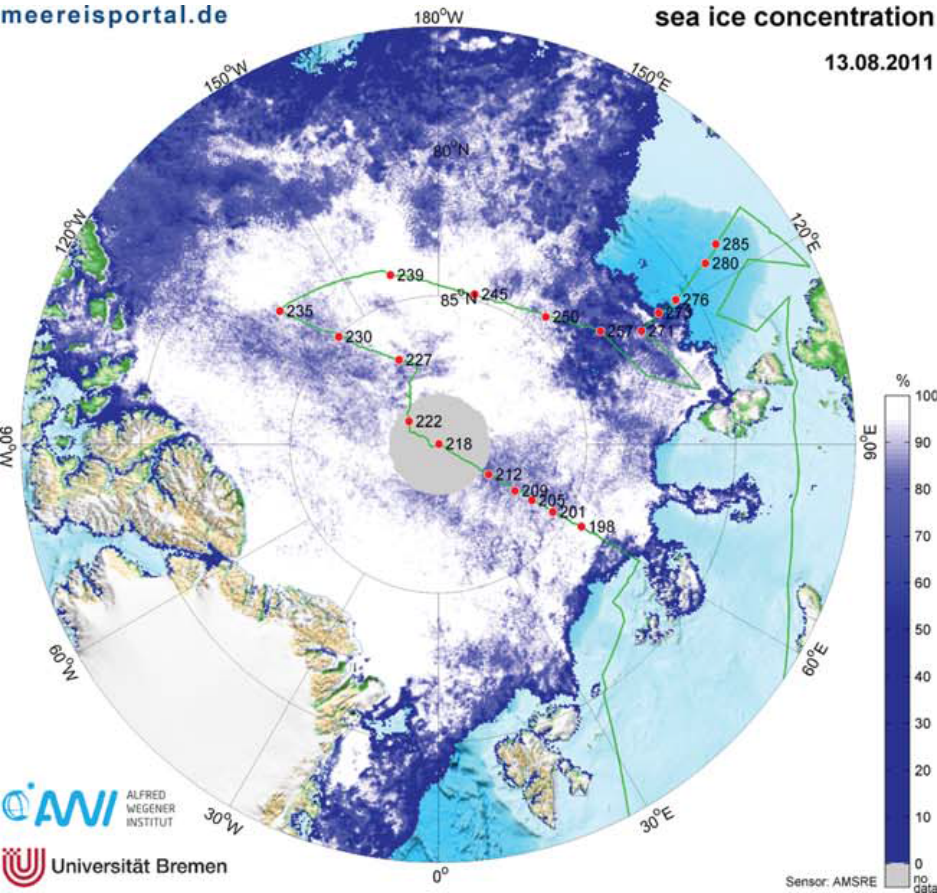 meereisportal.de
sea ice concentration
13.08.2011
180°W
150°W
150°E
80°N
120°W
120°E
285
280
239
85°N
245
276
273
235
250
257
271
230
227
222
218
90°W
90°E
212
209
205
201
198
60°W
60°E
30°W
30°E
0°
%
100
90
80
70
60
50
40
30
20
10
0
no
data
ALFRED
WEGENER
INSTITUT
AWI
Universität Bremen
Sensor: AMSRE